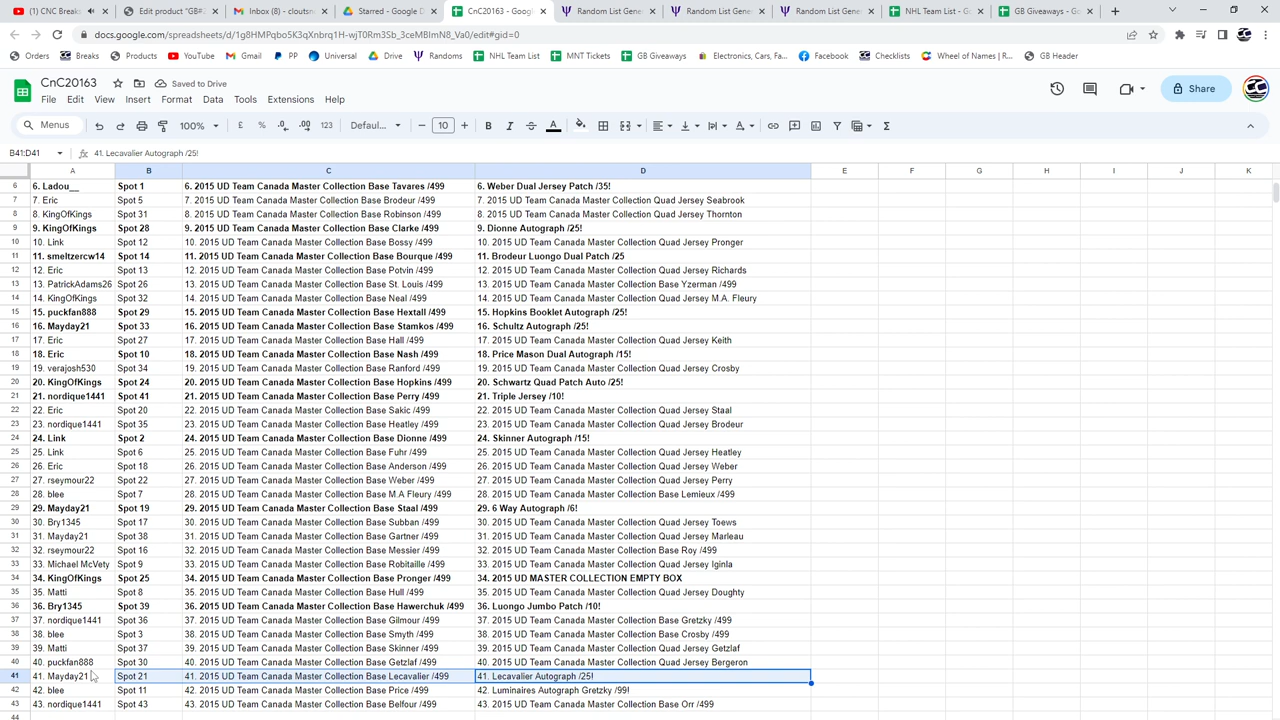 (1) CNC Breaks
Edit product "GB#:
Inbox (8) - cloutsn
Starred - Google D
CnC20163 - Goog
Random List Gene
Random List Gene
Random List Gene
NHL Team List - G
GB Giveaways - Go
docs.google.com/spreadsheets/d/1g8HMPqbo5K3qXnbrq1H-wjT0Rm3Sb_3ceMBlmN8_Va0/edit#gid=0
Orders
Breaks
Products
YouTube
Gmail
PP
Universal
Drive
Randoms
NHL Team List
MNT Tickets
GB Giveaways
Electronics, Cars, Fa...
Facebook
Checklists
Wheel of Names | R...
GB Header
CnC20163
Saved to Drive
File Edit View Insert Format Data Tools Extensions Help
Share
Menus
100%
£ % .0 .00 123
Defaul...
10
B I A
B41:D41
41. Lecavalier Autograph /25!
A B C D E F G H I J K
6 6. Ladou__ Spot 1 6. 2015 UD Team Canada Master Collection Base Tavares /499 6. Weber Dual Jersey Patch /35!
7 7. Eric Spot 5 7. 2015 UD Team Canada Master Collection Base Brodeur /499 7. 2015 UD Team Canada Master Collection Quad Jersey Seabrook
8 8. KingOfKings Spot 31 8. 2015 UD Team Canada Master Collection Base Robinson /499 8. 2015 UD Team Canada Master Collection Quad Jersey Thornton
9 9. KingOfKings Spot 28 9. 2015 UD Team Canada Master Collection Base Clarke /499 9. Dionne Autograph /25!
10 10. Link Spot 12 10. 2015 UD Team Canada Master Collection Base Bossy /499 10. 2015 UD Team Canada Master Collection Quad Jersey Pronger
11 11. smeltzercw14 Spot 14 11. 2015 UD Team Canada Master Collection Base Bourque /499 11. Brodeur Luongo Dual Patch /25
12 12. Eric Spot 13 12. 2015 UD Team Canada Master Collection Base Potvin /499 12. 2015 UD Team Canada Master Collection Quad Jersey Richards
13 13. PatrickAdams26 Spot 26 13. 2015 UD Team Canada Master Collection Base St. Louis /499 13. 2015 UD Team Canada Master Collection Base Yzerman /499
14 14. KingOfKings Spot 32 14. 2015 UD Team Canada Master Collection Base Neal /499 14. 2015 UD Team Canada Master Collection Quad Jersey M.A. Fleury
15 15. puckfan888 Spot 29 15. 2015 UD Team Canada Master Collection Base Hextall /499 15. Hopkins Booklet Autograph /25!
16 16. Mayday21 Spot 33 16. 2015 UD Team Canada Master Collection Base Stamkos /499 16. Schultz Autograph /25!
17 17. Eric Spot 27 17. 2015 UD Team Canada Master Collection Base Hall /499 17. 2015 UD Team Canada Master Collection Quad Jersey Keith
18 18. Eric Spot 10 18. 2015 UD Team Canada Master Collection Base Nash /499 18. Price Mason Dual Autograph /15!
19 19. verajosh530 Spot 34 19. 2015 UD Team Canada Master Collection Base Ranford /499 19. 2015 UD Team Canada Master Collection Quad Jersey Crosby
20 20. KingOfKings Spot 24 20. 2015 UD Team Canada Master Collection Base Hopkins /499 20. Schwartz Quad Patch Auto /25!
21 21. nordique1441 Spot 41 21. 2015 UD Team Canada Master Collection Base Perry /499 21. Triple Jersey /10!
22 22. Eric Spot 20 22. 2015 UD Team Canada Master Collection Base Sakic /499 22. 2015 UD Team Canada Master Collection Quad Jersey Staal
23 23. nordique1441 Spot 35 23. 2015 UD Team Canada Master Collection Base Heatley /499 23. 2015 UD Team Canada Master Collection Quad Jersey Brodeur
24 24. Link Spot 2 24. 2015 UD Team Canada Master Collection Base Dionne /499 24. Skinner Autograph /15!
25 25. Link Spot 6 25. 2015 UD Team Canada Master Collection Base Fuhr /499 25. 2015 UD Team Canada Master Collection Quad Jersey Heatley
26 26. Eric Spot 18 26. 2015 UD Team Canada Master Collection Base Anderson /499 26. 2015 UD Team Canada Master Collection Quad Jersey Weber
27 27. rseymour22 Spot 22 27. 2015 UD Team Canada Master Collection Base Weber /499 27. 2015 UD Team Canada Master Collection Quad Jersey Perry
28 28. blee Spot 7 28. 2015 UD Team Canada Master Collection Base M.A Fleury /499 28. 2015 UD Team Canada Master Collection Base Lemieux /499
29 29. Mayday21 Spot 19 29. 2015 UD Team Canada Master Collection Base Staal /499 29. 6 Way Autograph /6!
30 30. Bry1345 Spot 17 30. 2015 UD Team Canada Master Collection Base Subban /499 30. 2015 UD Team Canada Master Collection Quad Jersey Toews
31 31. Mayday21 Spot 38 31. 2015 UD Team Canada Master Collection Base Gartner /499 31. 2015 UD Team Canada Master Collection Quad Jersey Marleau
32 32. rseymour22 Spot 16 32. 2015 UD Team Canada Master Collection Base Messier /499 32. 2015 UD Team Canada Master Collection Base Roy /499
33 33. Michael McVety Spot 9 33. 2015 UD Team Canada Master Collection Base Robitaille /499 33. 2015 UD Team Canada Master Collection Quad Jersey Iginla
34 34. KingOfKings Spot 25 34. 2015 UD Team Canada Master Collection Base Pronger /499 34. 2015 UD MASTER COLLECTION EMPTY BOX
35 35. Matti Spot 8 35. 2015 UD Team Canada Master Collection Base Hull /499 35. 2015 UD Team Canada Master Collection Quad Jersey Doughty
36 36. Bry1345 Spot 39 36. 2015 UD Team Canada Master Collection Base Hawerchuk /499 36. Luongo Jumbo Patch /10!
37 37. nordique1441 Spot 36 37. 2015 UD Team Canada Master Collection Base Gilmour /499 37. 2015 UD Team Canada Master Collection Base Gretzky /499
38 38. blee Spot 3 38. 2015 UD Team Canada Master Collection Base Smyth /499 38. 2015 UD Team Canada Master Collection Base Crosby /499
39 39. Matti Spot 37 39. 2015 UD Team Canada Master Collection Base Skinner /499 39. 2015 UD Team Canada Master Collection Quad Jersey Getzlaf
40 40. puckfan888 Spot 30 40. 2015 UD Team Canada Master Collection Base Getzlaf /499 40. 2015 UD Team Canada Master Collection Quad Jersey Bergeron
41 41. Mayday21 Spot 21 41. 2015 UD Team Canada Master Collection Base Lecavalier /499 41. Lecavalier Autograph /25!
42 42. blee Spot 11 42. 2015 UD Team Canada Master Collection Base Price /499 42. Luminaires Autograph Gretzky /99!
43 43. nordique1441 Spot 43 43. 2015 UD Team Canada Master Collection Base Belfour /499 43. 2015 UD Team Canada Master Collection Base Orr /499
44